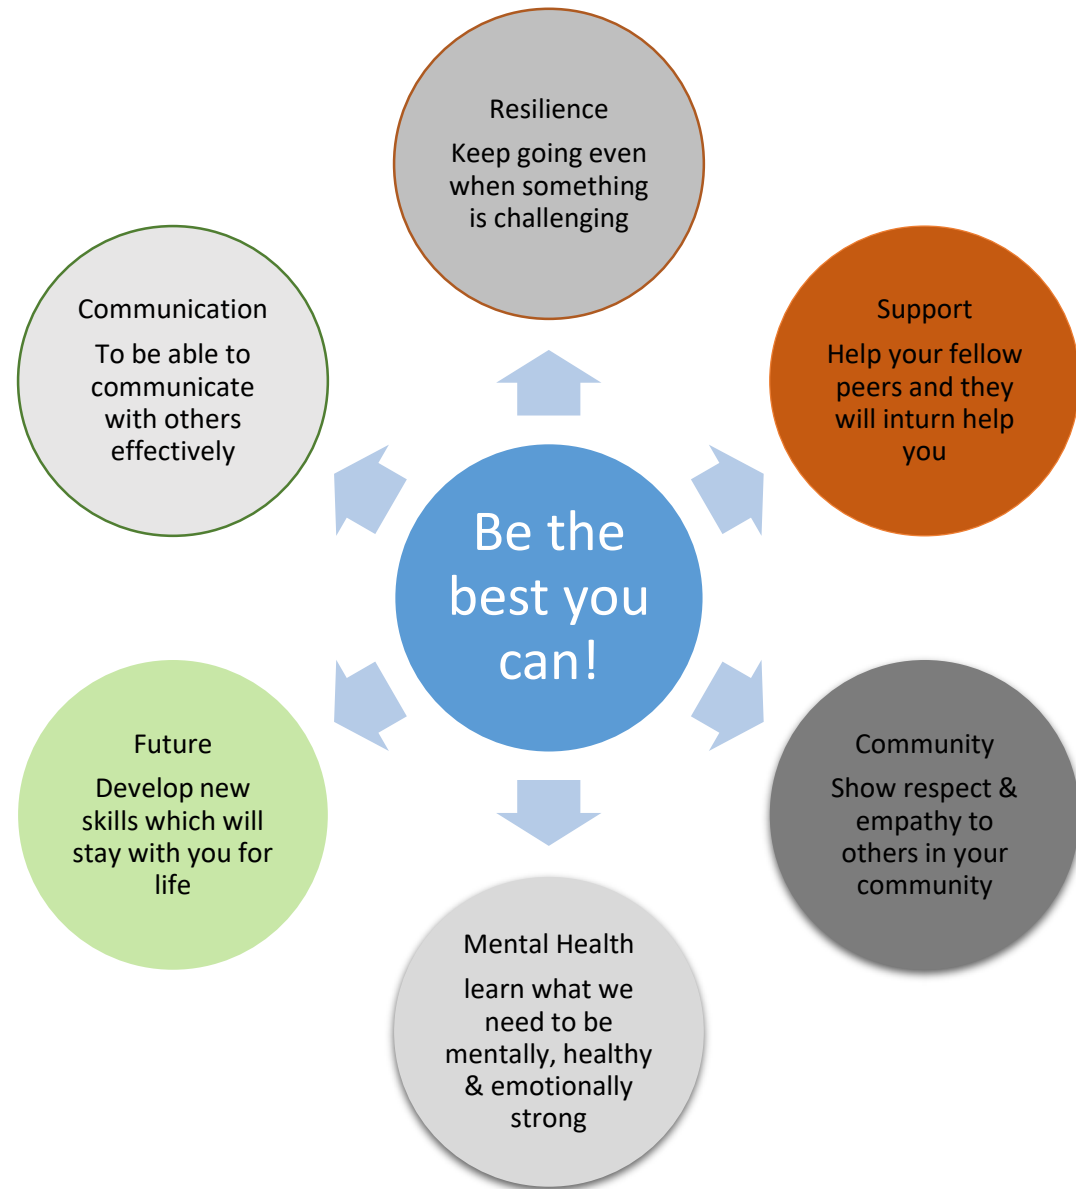 Resilience
Keep going even
when something
is challenging
Support
Help your fellow
peers and they
will inturn help
you
Community
Show respect &
empathy to
others in your
community
Mental Health
learn what we
need to be
mentally, healthy
& emotionally
strong
Future
Develop new
skills which will
stay with you for
life
Communication
To be able to
communicate
with others
effectively
Be the
best you
can!